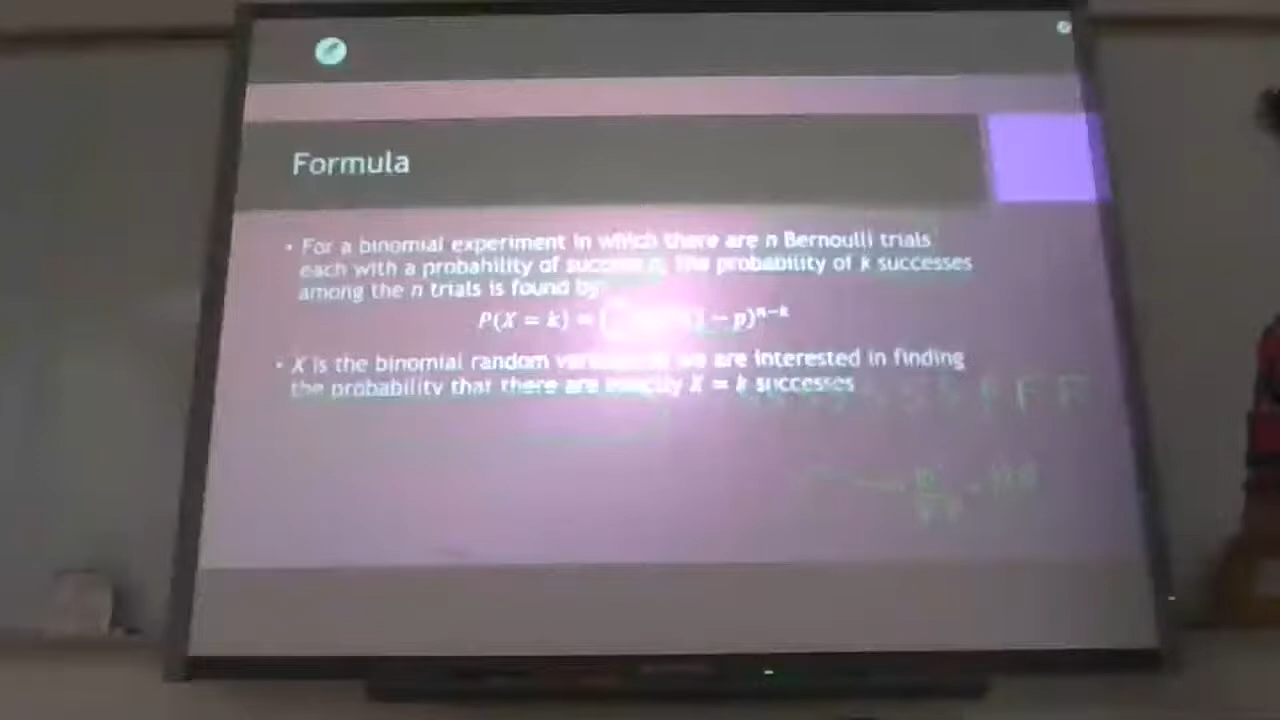 Formula
• For a binomial experiment in which there are n Bernoulli trials
each with a probability of success p, the probability of k successes
among the n trials is found by:
P(X = k) = ( − p)ⁿ⁻ᵏ
• X is the binomial random we are interested in finding
the probability that there are exactly X = k successes